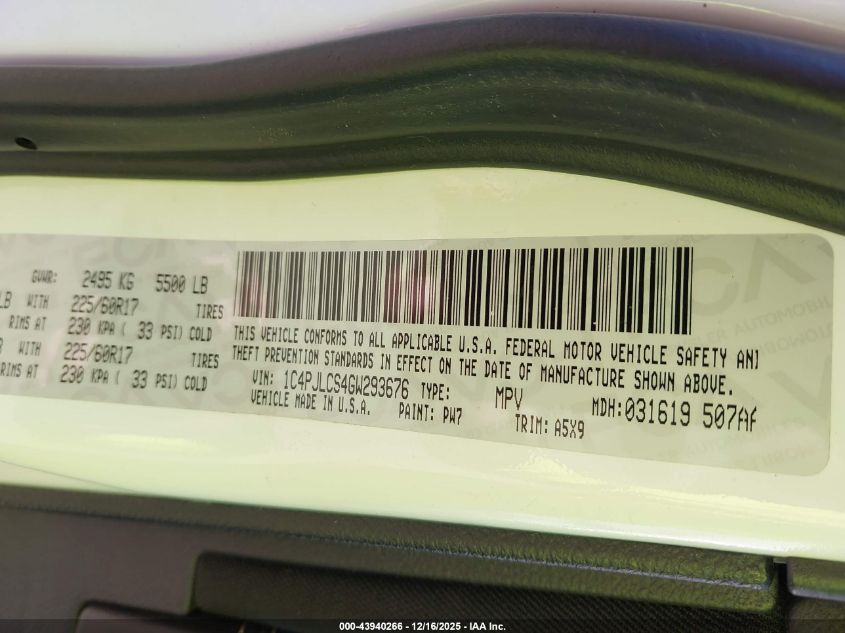 GVWR: 2495 KG 5500 LB
LB WITH 225/60R17 TIRES
RIMS AT 230 KPA ( 33 PSI) COLD
WITH 225/60R17 TIRES
RIMS AT 230 KPA ( 33 PSI) COLD
THIS VEHICLE CONFORMS TO ALL APPLICABLE U.S.A. FEDERAL MOTOR VEHICLE SAFETY AND
THEFT PREVENTION STANDARDS IN EFFECT ON THE DATE OF MANUFACTURE SHOWN ABOVE.
VIN: 1C4PJLCS4GW293676 TYPE: MPV MDH: 031619 507AA
VEHICLE MADE IN U.S.A. PAINT: PW7 TRIM: A5X9
000-43940266 - 12/16/2025 - IAA Inc.